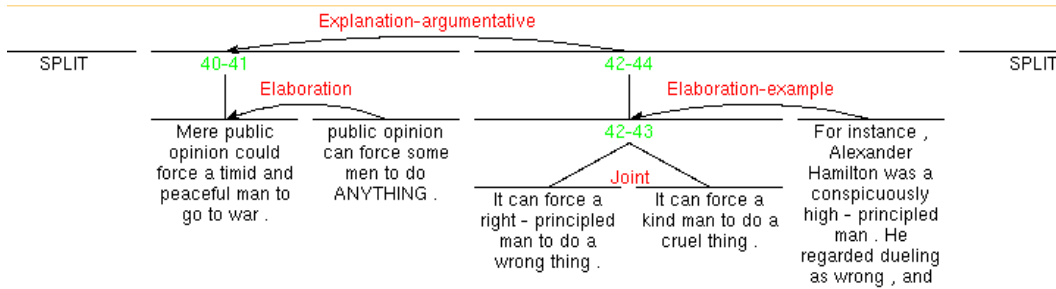 Explanation-argumentative
SPLIT
40-41
42-44
SPLIT
Elaboration
Elaboration-example
Mere public
opinion could
force a timid and
peaceful man to
go to war .
public opinion
can force some
men to do
ANYTHING .
42-43
Joint
It can force a
right - principled
man to do a
wrong thing .
It can force a
kind man to do a
cruel thing .
For instance ,
Alexander
Hamilton was a
conspicuously
high - principled
man . He
regarded dueling
as wrong , and